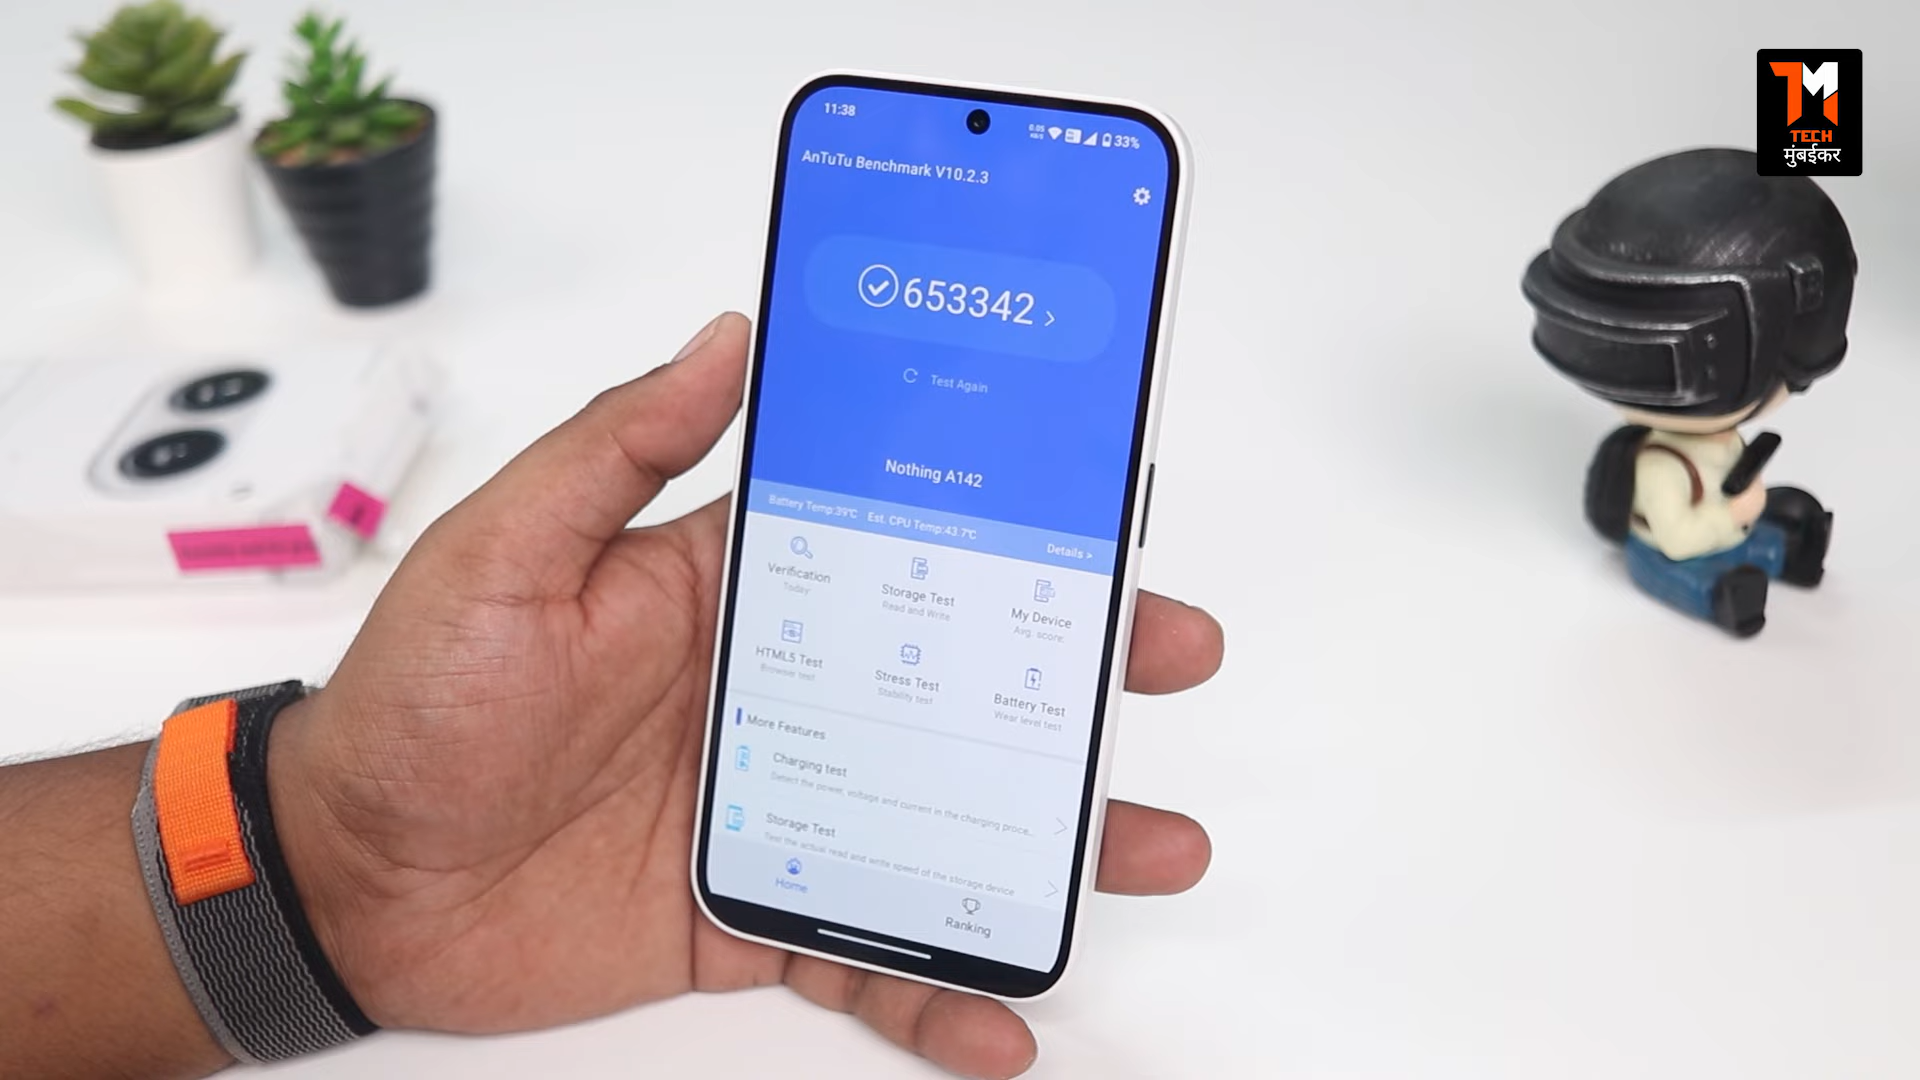 TM
TECH
मुंबईकर
11:38
0.05
KB/S
33%
AnTuTu Benchmark V10.2.3
653342
Test Again
Nothing A142
Battery Temp:39℃ Est. CPU Temp:43.7℃
Details >
Verification
Today
Storage Test
Read and Write
My Device
Avg. score:
HTML5 Test
Browser test
Stress Test
Stability test
Battery Test
Wear level test
More Features
Charging test
Detect the power, voltage and current in the charging proce...
Storage Test
Test the actual read and write speed of the storage device
Home
Ranking